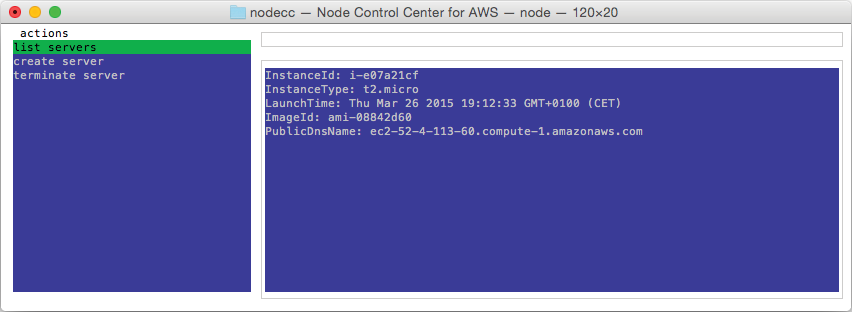 nodecc — Node Control Center for AWS — node — 120×20
actions
list servers
create server
terminate server
InstanceId: i-e07a21cf
InstanceType: t2.micro
LaunchTime: Thu Mar 26 2015 19:12:33 GMT+0100 (CET)
ImageId: ami-08842d60
PublicDnsName: ec2-52-4-113-60.compute-1.amazonaws.com